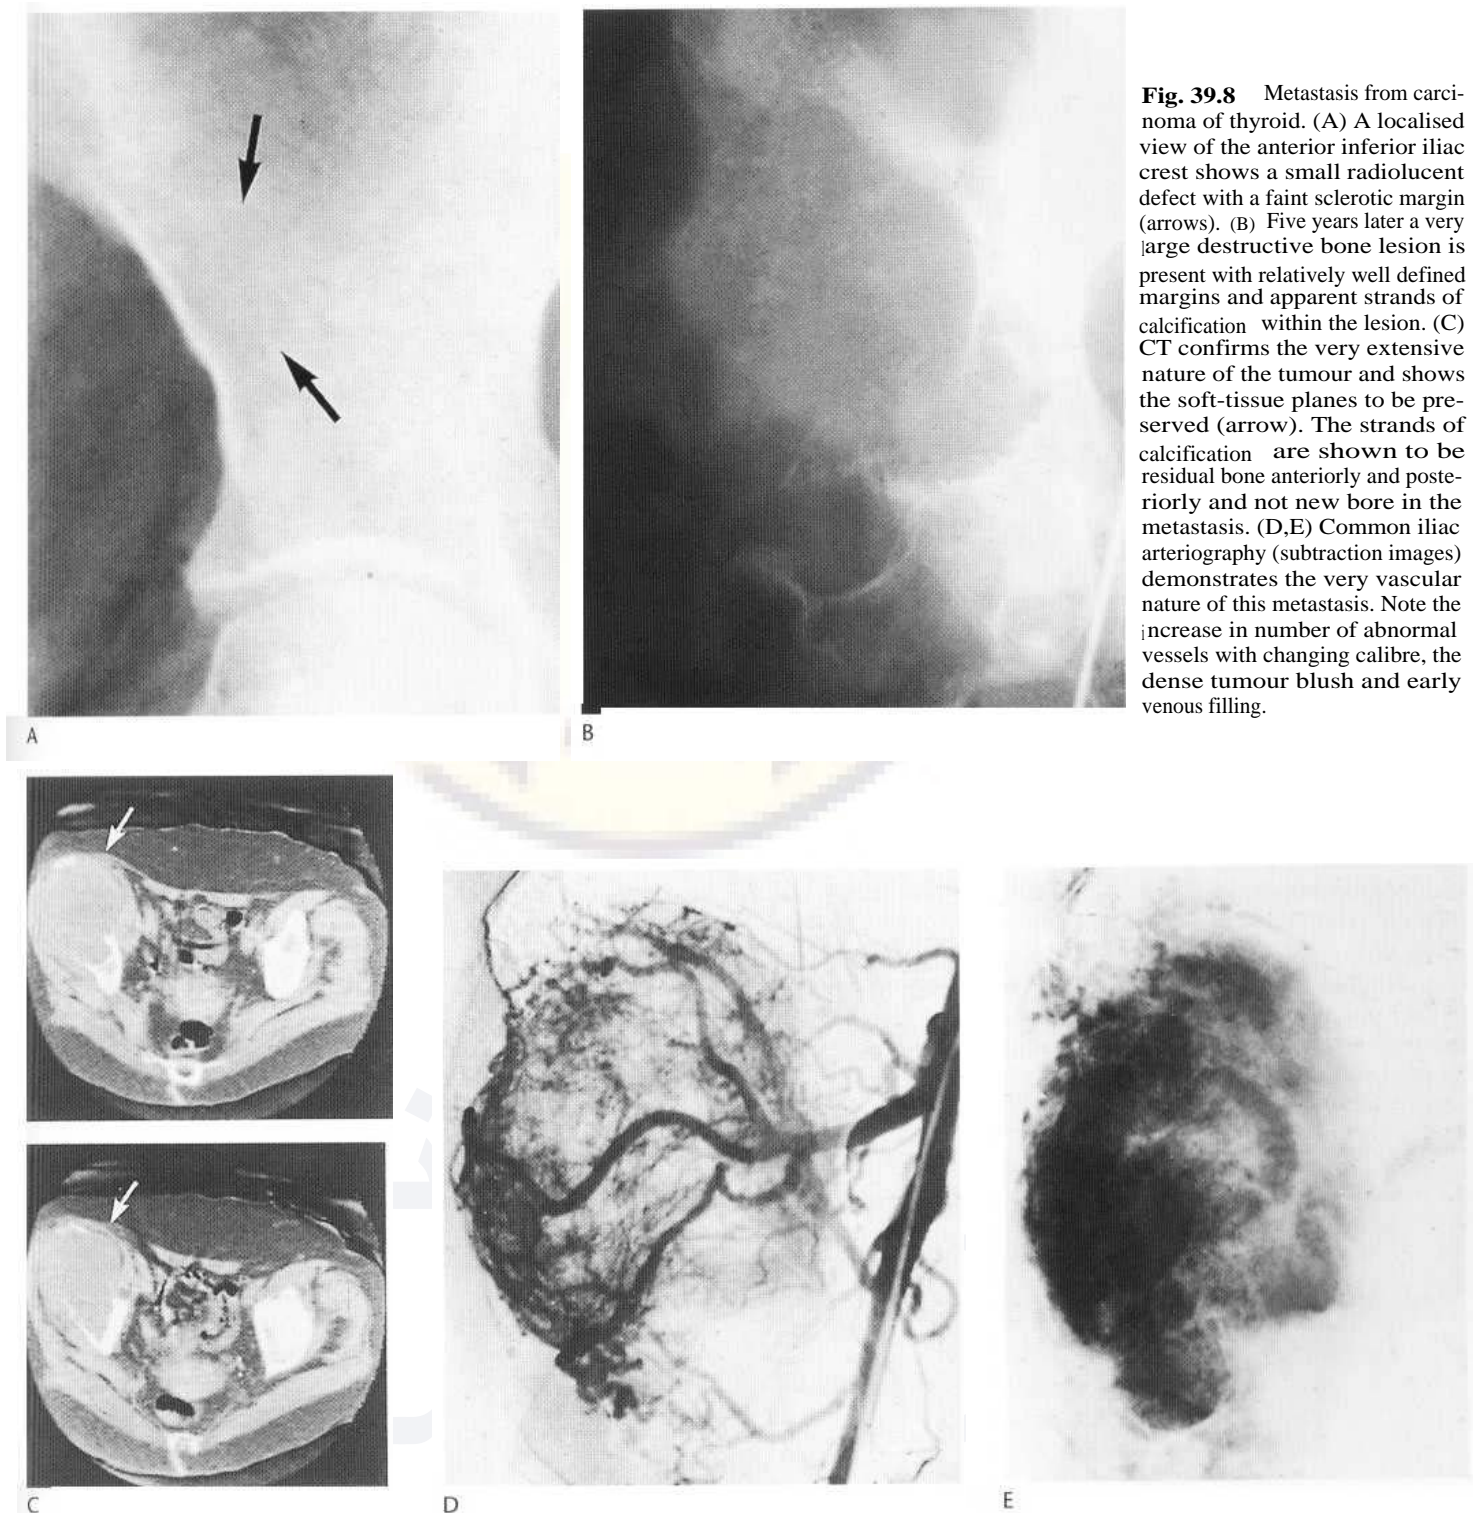 Fig. 39.8 Metastasis from carci-
noma of thyroid. (A) A localised
view of the anterior inferior iliac
crest shows a small radiolucent
defect with a faint sclerotic margin
(arrows). (B) Five years later a very
large destructive bone lesion is
present with relatively well defined
margins and apparent strands of
calcification within the lesion. (C)
CT confirms the very extensive
nature of the tumour and shows
the soft-tissue planes to be pre-
served (arrow). The strands of
calcification are shown to be
residual bone anteriorly and poste-
riorly and not new bore in the
metastasis. (D,E) Common iliac
arteriography (subtraction images)
demonstrates the very vascular
nature of this metastasis. Note the
increase in number of abnormal
vessels with changing calibre, the
dense tumour blush and early
venous filling.
A
B
C
D
E